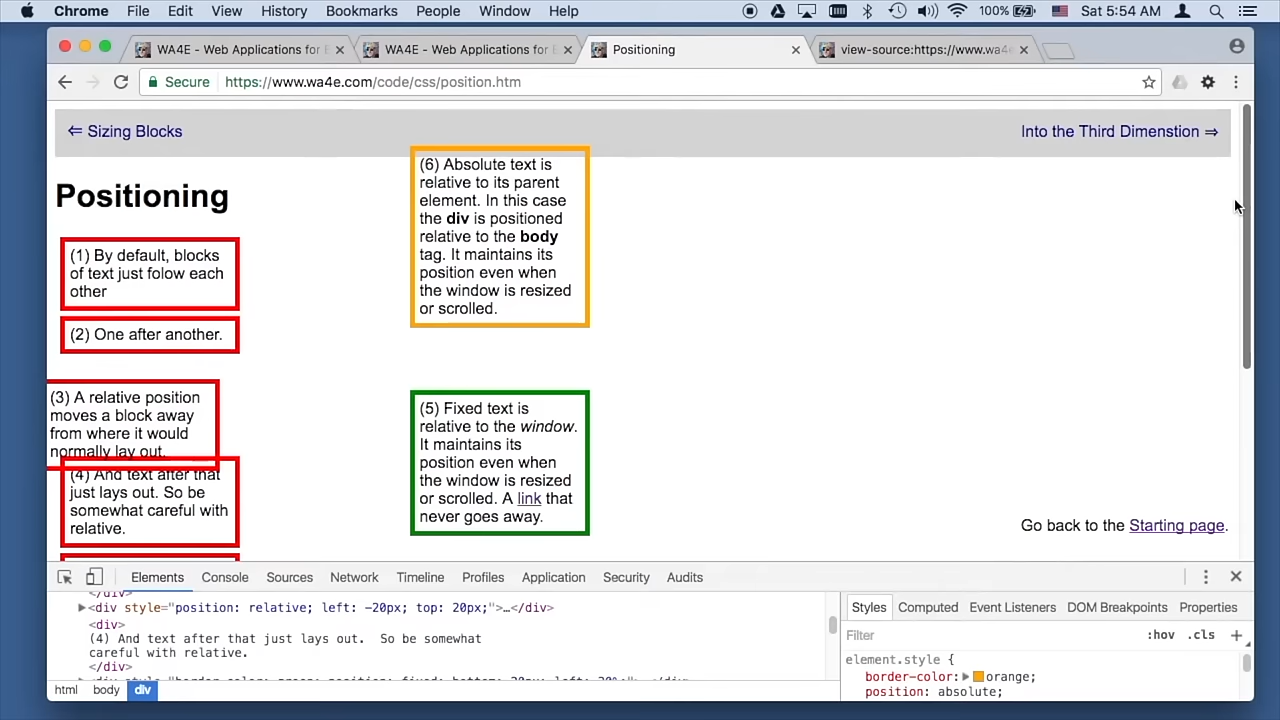 Chrome File Edit View History Bookmarks People Window Help 100% Sat 5:54 AM
WA4E - Web Applications for E
WA4E - Web Applications for E
Positioning
view-source:https://www.wa4e
Secure https://www.wa4e.com/code/css/position.htm
⇐ Sizing Blocks
Into the Third Dimenstion ⇒
Positioning
(1) By default, blocks
of text just folow each
other
(2) One after another.
(3) A relative position
moves a block away
from where it would
normally lay out.
(4) And text after that
just lays out. So be
somewhat careful with
relative.
(6) Absolute text is
relative to its parent
element. In this case
the div is positioned
relative to the body
tag. It maintains its
position even when
the window is resized
or scrolled.
(5) Fixed text is
relative to the window.
It maintains its
position even when
the window is resized
or scrolled. A link that
never goes away.
Go back to the Starting page.
Elements Console Sources Network Timeline Profiles Application Security Audits
</div>
<div style="position: relative; left: -20px; top: 20px;">…</div>
<div>
(4) And text after that just lays out. So be somewhat
careful with relative.
</div>
html body div
Styles Computed Event Listeners DOM Breakpoints Properties
Filter :hov .cls +
element.style {
border-color: orange;
position: absolute;